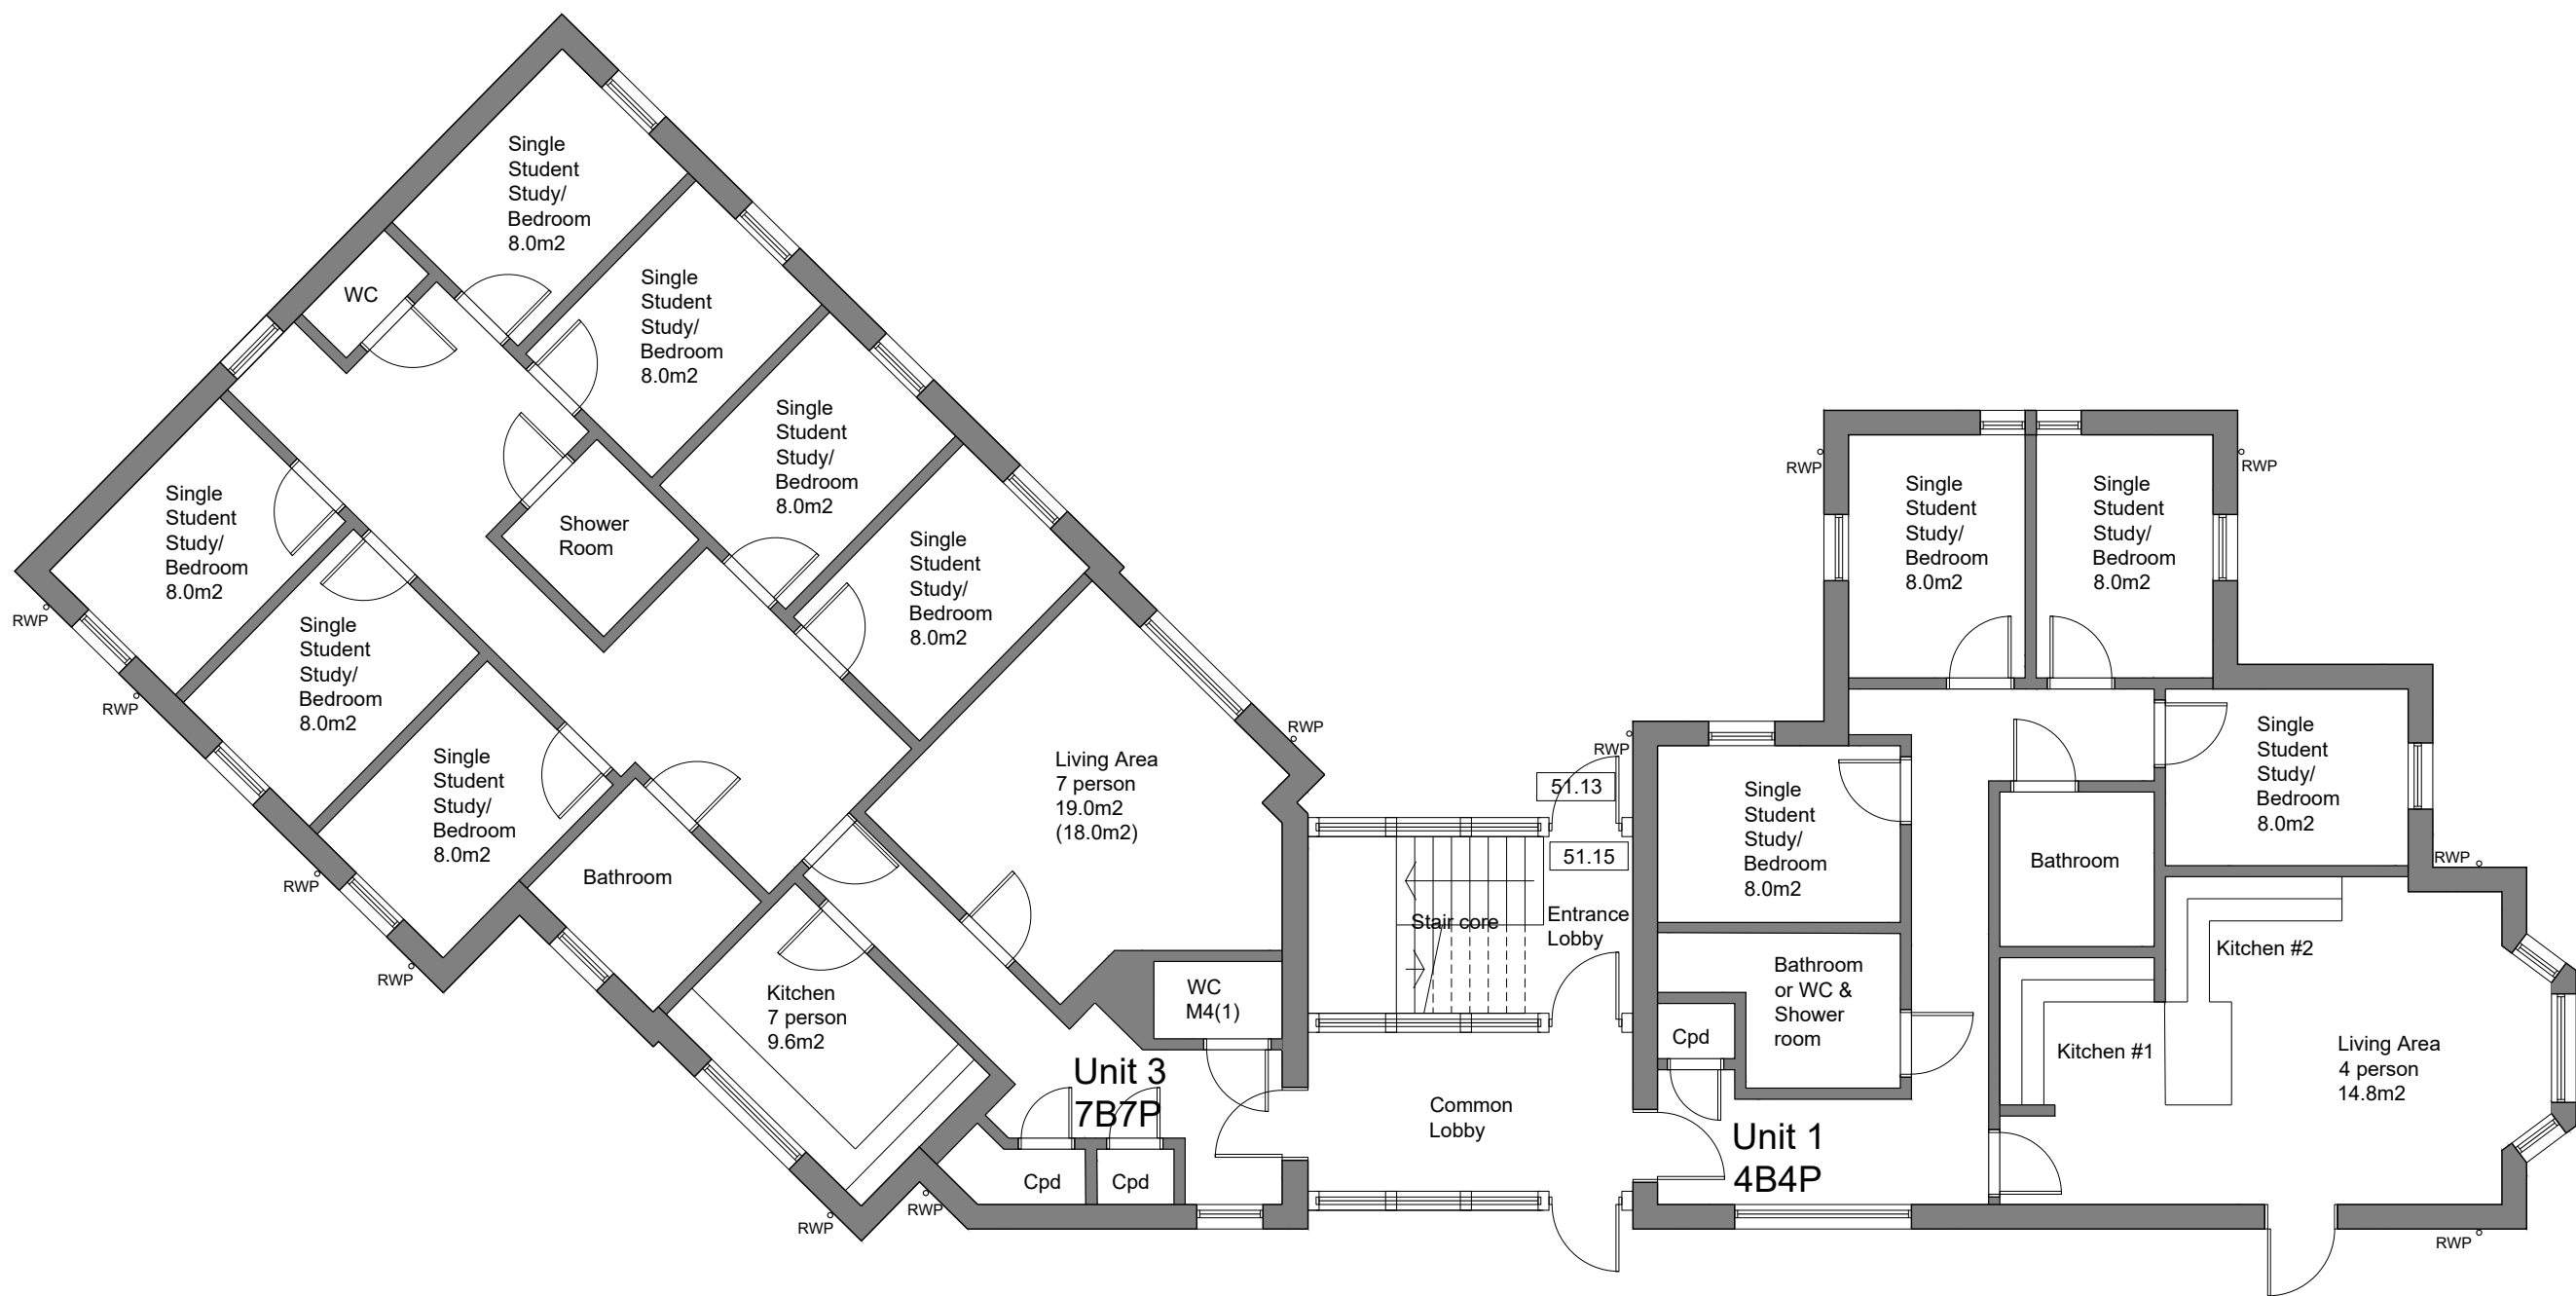 Single
Student
Study/
Bedroom
8.0m2
WC
Single
Student
Study/
Bedroom
8.0m2
Single
Student
Study/
Bedroom
8.0m2
Single
Student
Study/
Bedroom
8.0m2
Single
Student
Study/
Bedroom
8.0m2
Shower
Room
RWP
Single
Student
Study/
Bedroom
8.0m2
RWP
Single
Student
Study/
Bedroom
8.0m2
RWP
RWP
Bathroom
Living Area
7 person
19.0m2
(18.0m2)
RWP
Kitchen
7 person
9.6m2
WC
M4(1)
Unit 3
7B7P
Cpd
Cpd
RWP
RWP
51.13
51.15
Stair core
Entrance
Lobby
Common
Lobby
RWP
RWP
Single
Student
Study/
Bedroom
8.0m2
Single
Student
Study/
Bedroom
8.0m2
RWP
Single
Student
Study/
Bedroom
8.0m2
Single
Student
Study/
Bedroom
8.0m2
Bathroom
RWP
Bathroom
or WC &
Shower
room
Cpd
Kitchen #2
Kitchen #1
Living Area
4 person
14.8m2
Unit 1
4B4P
RWP